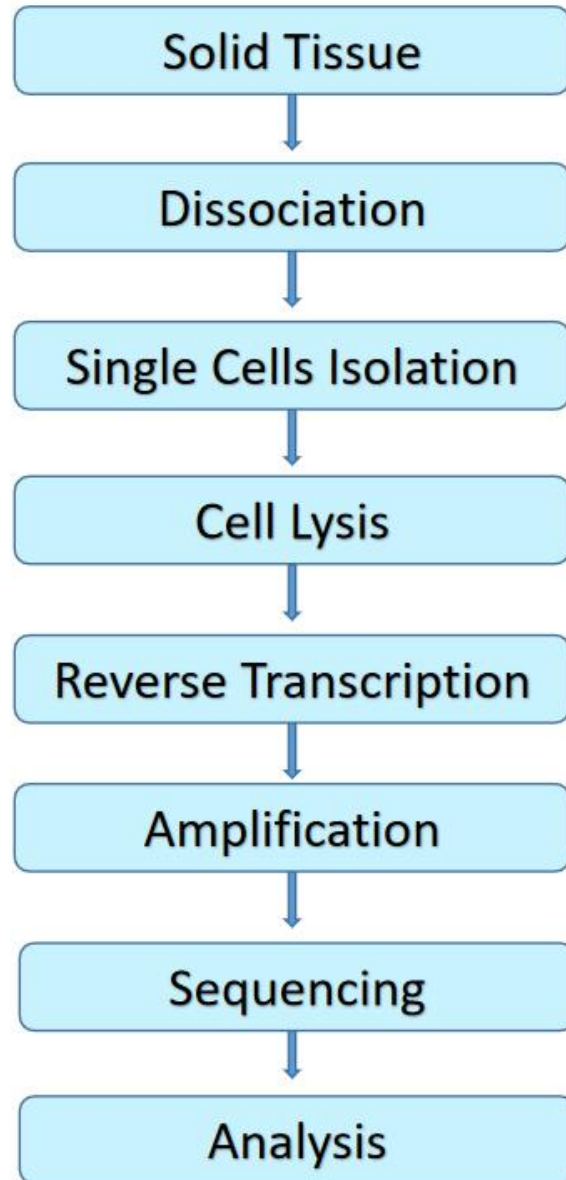 Solid Tissue
Dissociation
Single Cells Isolation
Cell Lysis
Reverse Transcription
Amplification
Sequencing
Analysis